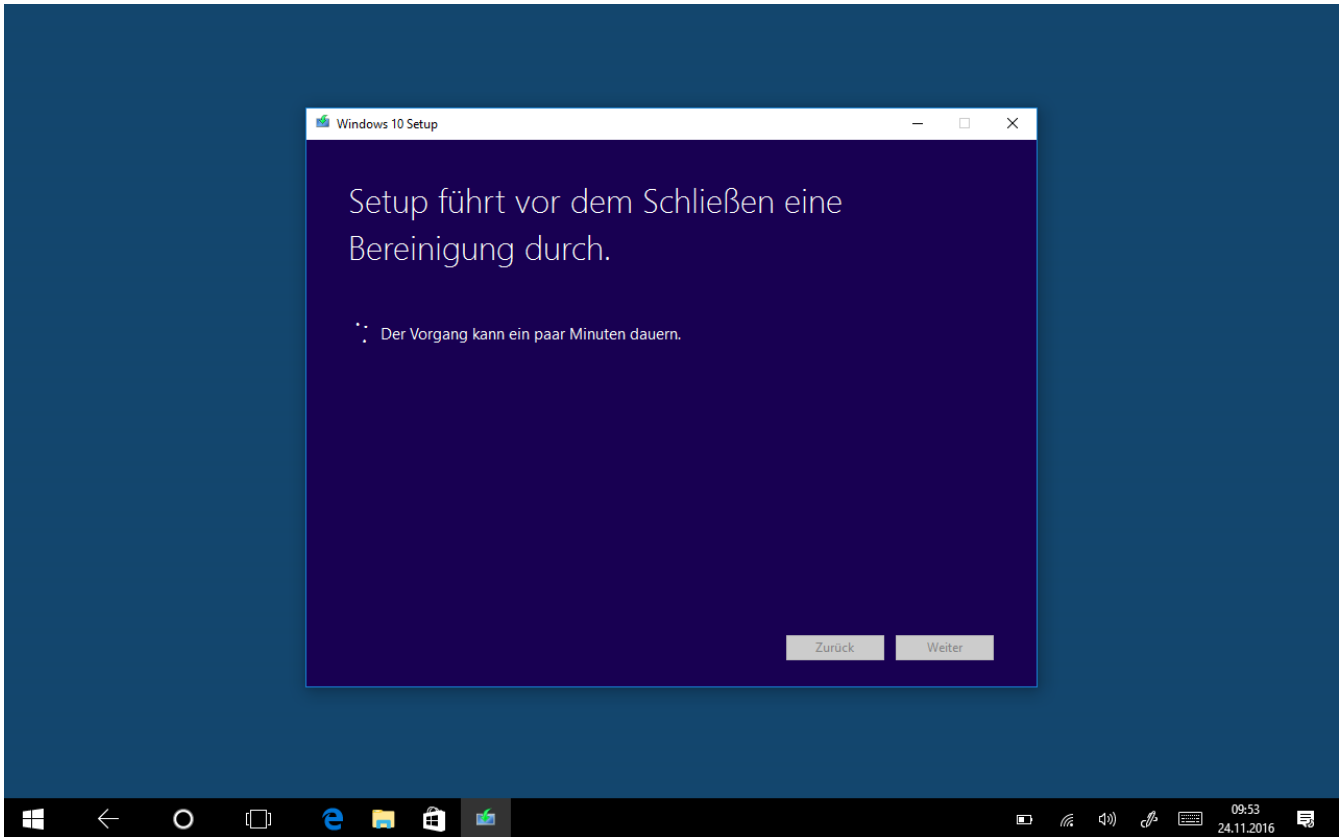 Windows 10 Setup
Setup führt vor dem Schließen eine
Bereinigung durch.
Der Vorgang kann ein paar Minuten dauern.
Zurück
Weiter
09:53
24.11.2016